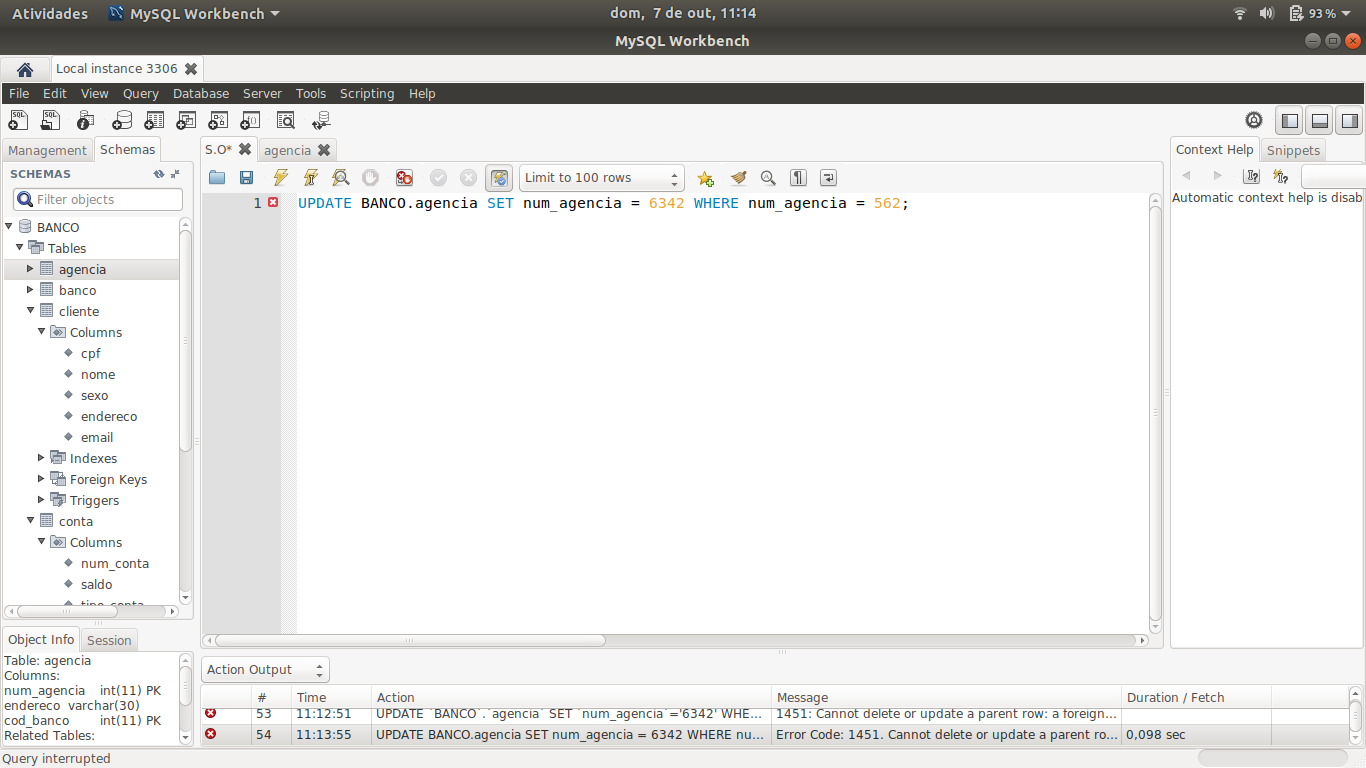 Atividades MySQL Workbench dom, 7 de out, 11:14 93%
MySQL Workbench
Local instance 3306
File Edit View Query Database Server Tools Scripting Help
Management Schemas S.O* agencia Context Help Snippets
SCHEMAS
Limit to 100 rows
Filter objects
Automatic context help is disab
1 UPDATE BANCO.agencia SET num_agencia = 6342 WHERE num_agencia = 562;
BANCO
Tables
agencia
banco
cliente
Columns
cpf
nome
sexo
endereco
email
Indexes
Foreign Keys
Triggers
conta
Columns
num_conta
saldo
tipo_conta
Object Info Session
Table: agencia
Columns:
num_agencia int(11) PK
endereco varchar(30)
cod_banco int(11) PK
Related Tables:
Action Output
# Time Action Message Duration / Fetch
53 11:12:51 UPDATE `BANCO`.`agencia` SET `num_agencia`='6342' WHE... 1451: Cannot delete or update a parent row: a foreign...
54 11:13:55 UPDATE BANCO.agencia SET num_agencia = 6342 WHERE nu... Error Code: 1451. Cannot delete or update a parent ro... 0,098 sec
Query interrupted